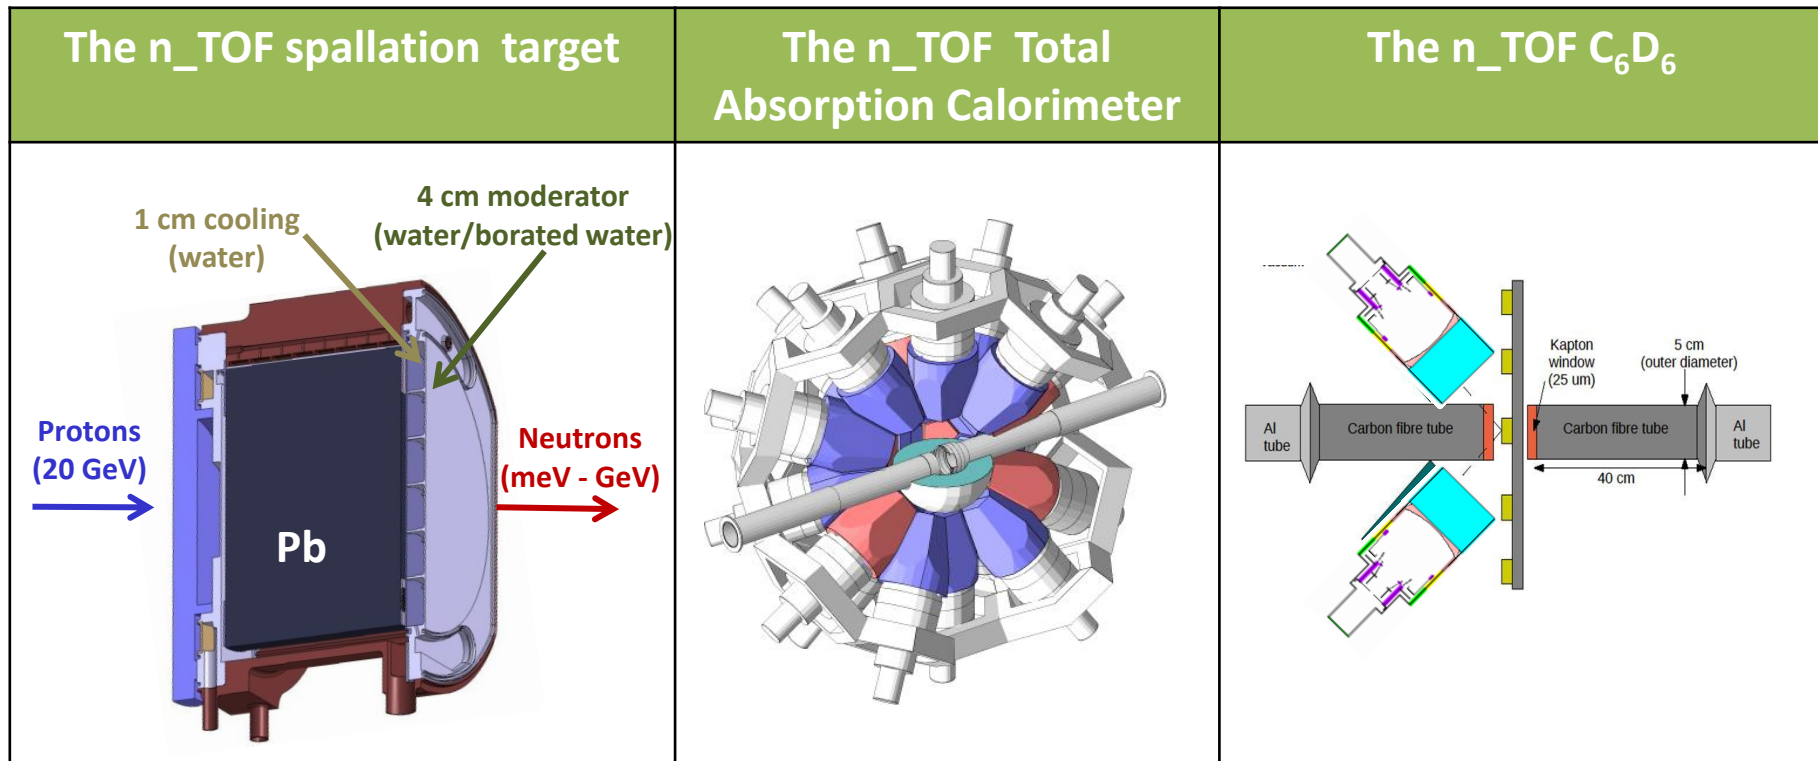 The n_TOF spallation  target
The n_TOF  Total
Absorption Calorimeter
The n_TOF C₆D₆
1 cm cooling
(water)
4 cm moderator
(water/borated water)
Protons
(20 GeV)
Pb
Neutrons
(meV - GeV)
Kapton
window
(25 um)
5 cm
(outer diameter)
Al
tube
Carbon fibre tube
Carbon fibre tube
Al
tube
40 cm